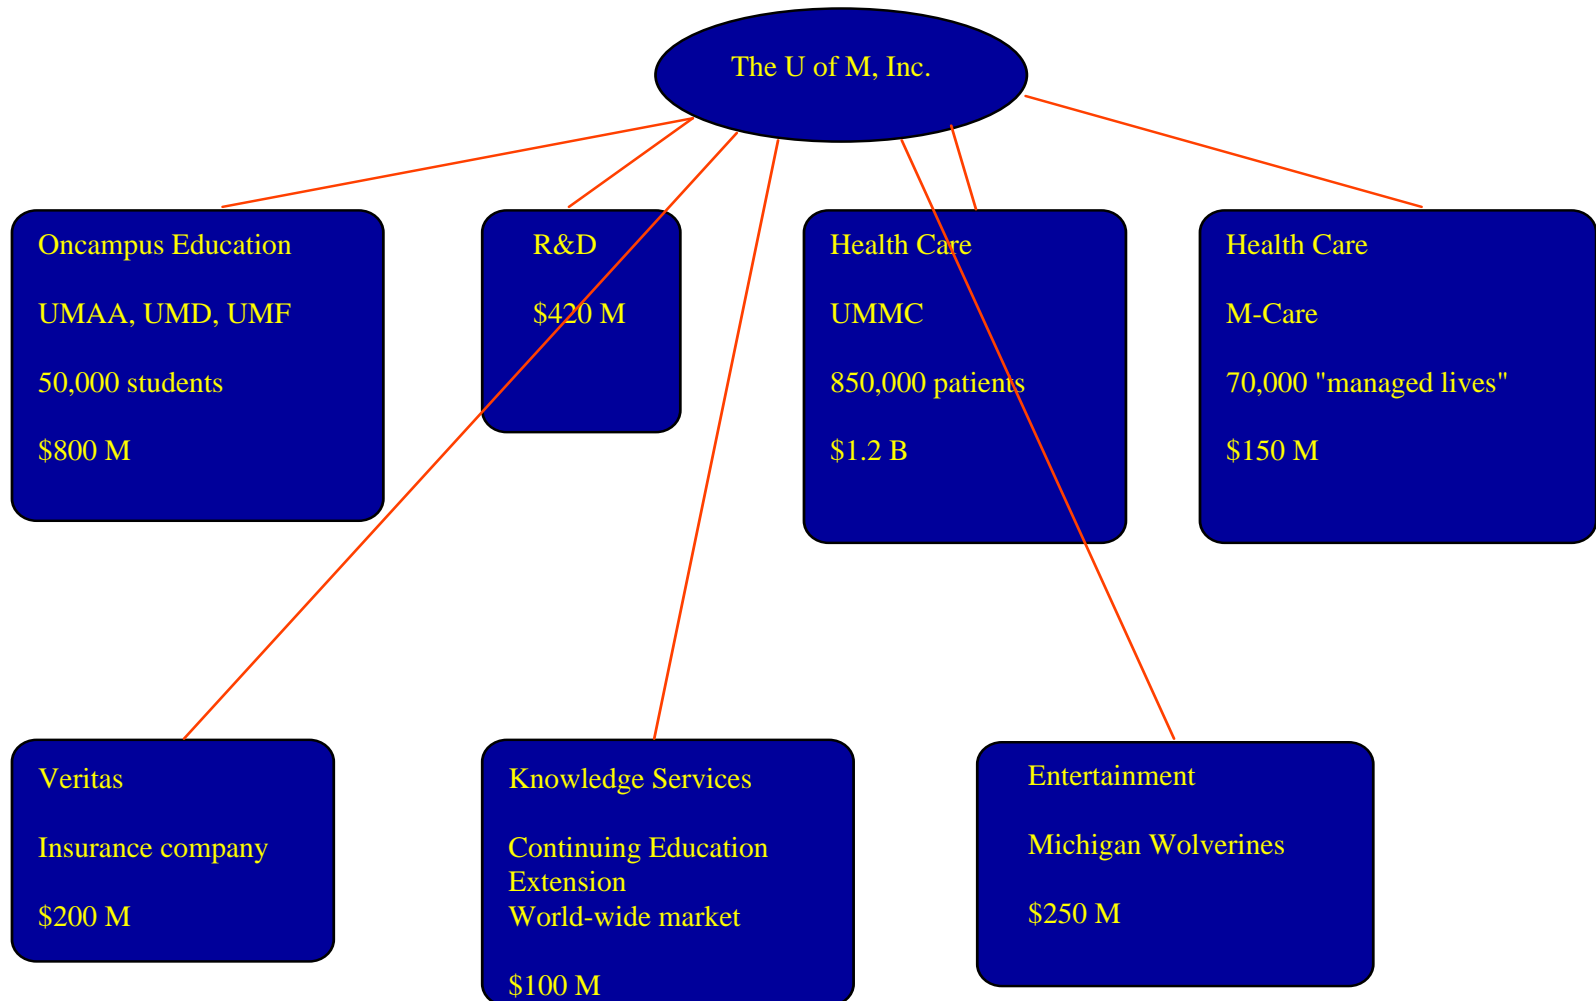 The U of M, Inc.
Oncampus Education
UMAA, UMD, UMF
50,000 students
$800 M
R&D
$420 M
Health Care
UMMC
850,000 patients
$1.2 B
Health Care
M-Care
70,000 "managed lives"
$150 M
Veritas
Insurance company
$200 M
Knowledge Services
Continuing Education
Extension
World-wide market
$100 M
Entertainment
Michigan Wolverines
$250 M